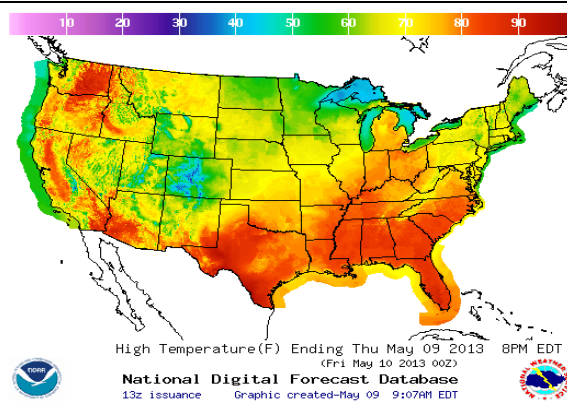 10 20 30 40 50 60 70 80 90
High Temperature(F) Ending Thu May 09 2013 8PM EDT
(Fri May 10 2013 00Z)
National Digital Forecast Database
13z issuance Graphic created-May 09 9:07AM EDT
noaa